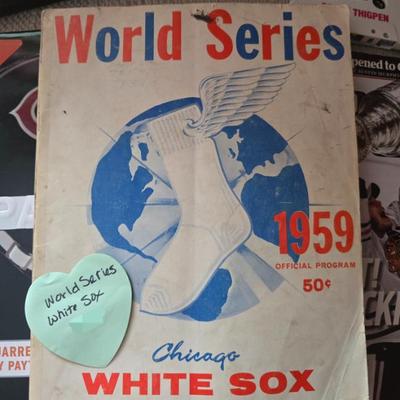 THIGPEN
World Series
1959
OFFICIAL PROGRAM
50¢
World Series
White Sox
Chicago
WHITE SOX